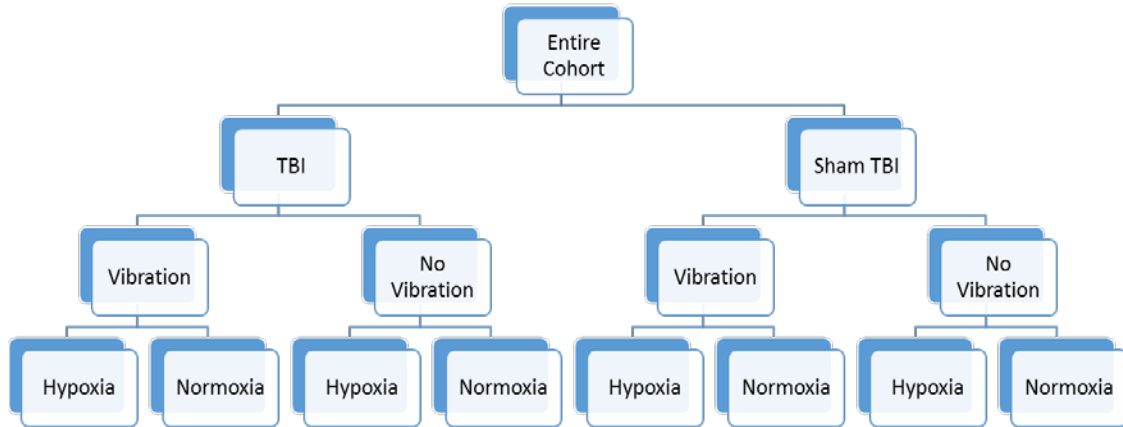 Entire
Cohort
TBI
Sham TBI
Vibration
No
Vibration
Vibration
No
Vibration
Hypoxia
Normoxia
Hypoxia
Normoxia
Hypoxia
Normoxia
Hypoxia
Normoxia